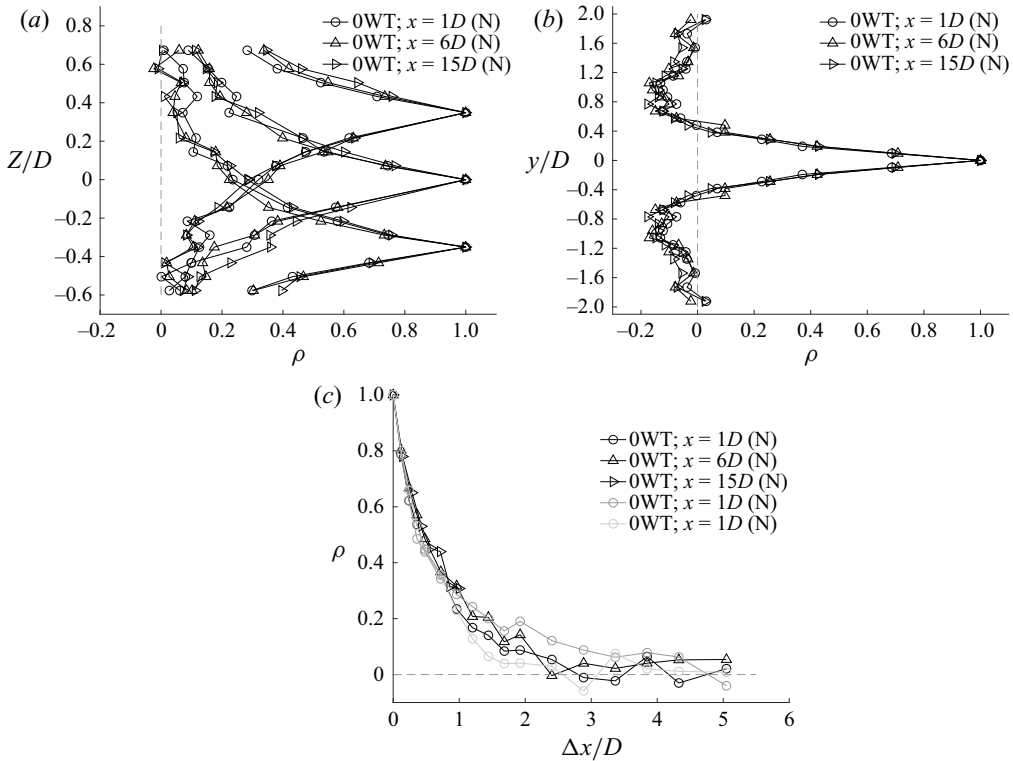 (a)
0.8
0.6
0.4
0.2
0
–0.2
–0.4
–0.6
Z/D
0WT; x = 1D (N)
0WT; x = 6D (N)
0WT; x = 15D (N)
–0.2
0
0.2
0.4
0.6
0.8
1.0
ρ
(b)
2.0
1.6
1.2
0.8
0.4
0
–0.4
–0.8
–1.2
–1.6
–2.0
y/D
0WT; x = 1D (N)
0WT; x = 6D (N)
0WT; x = 15D (N)
–0.2
0
0.2
0.4
0.6
0.8
1.0
ρ
(c)
1.0
0.8
0.6
0.4
0.2
0
ρ
0WT; x = 1D (N)
0WT; x = 6D (N)
0WT; x = 15D (N)
0WT; x = 1D (N)
0WT; x = 1D (N)
0
1
2
3
4
5
6
Δx/D